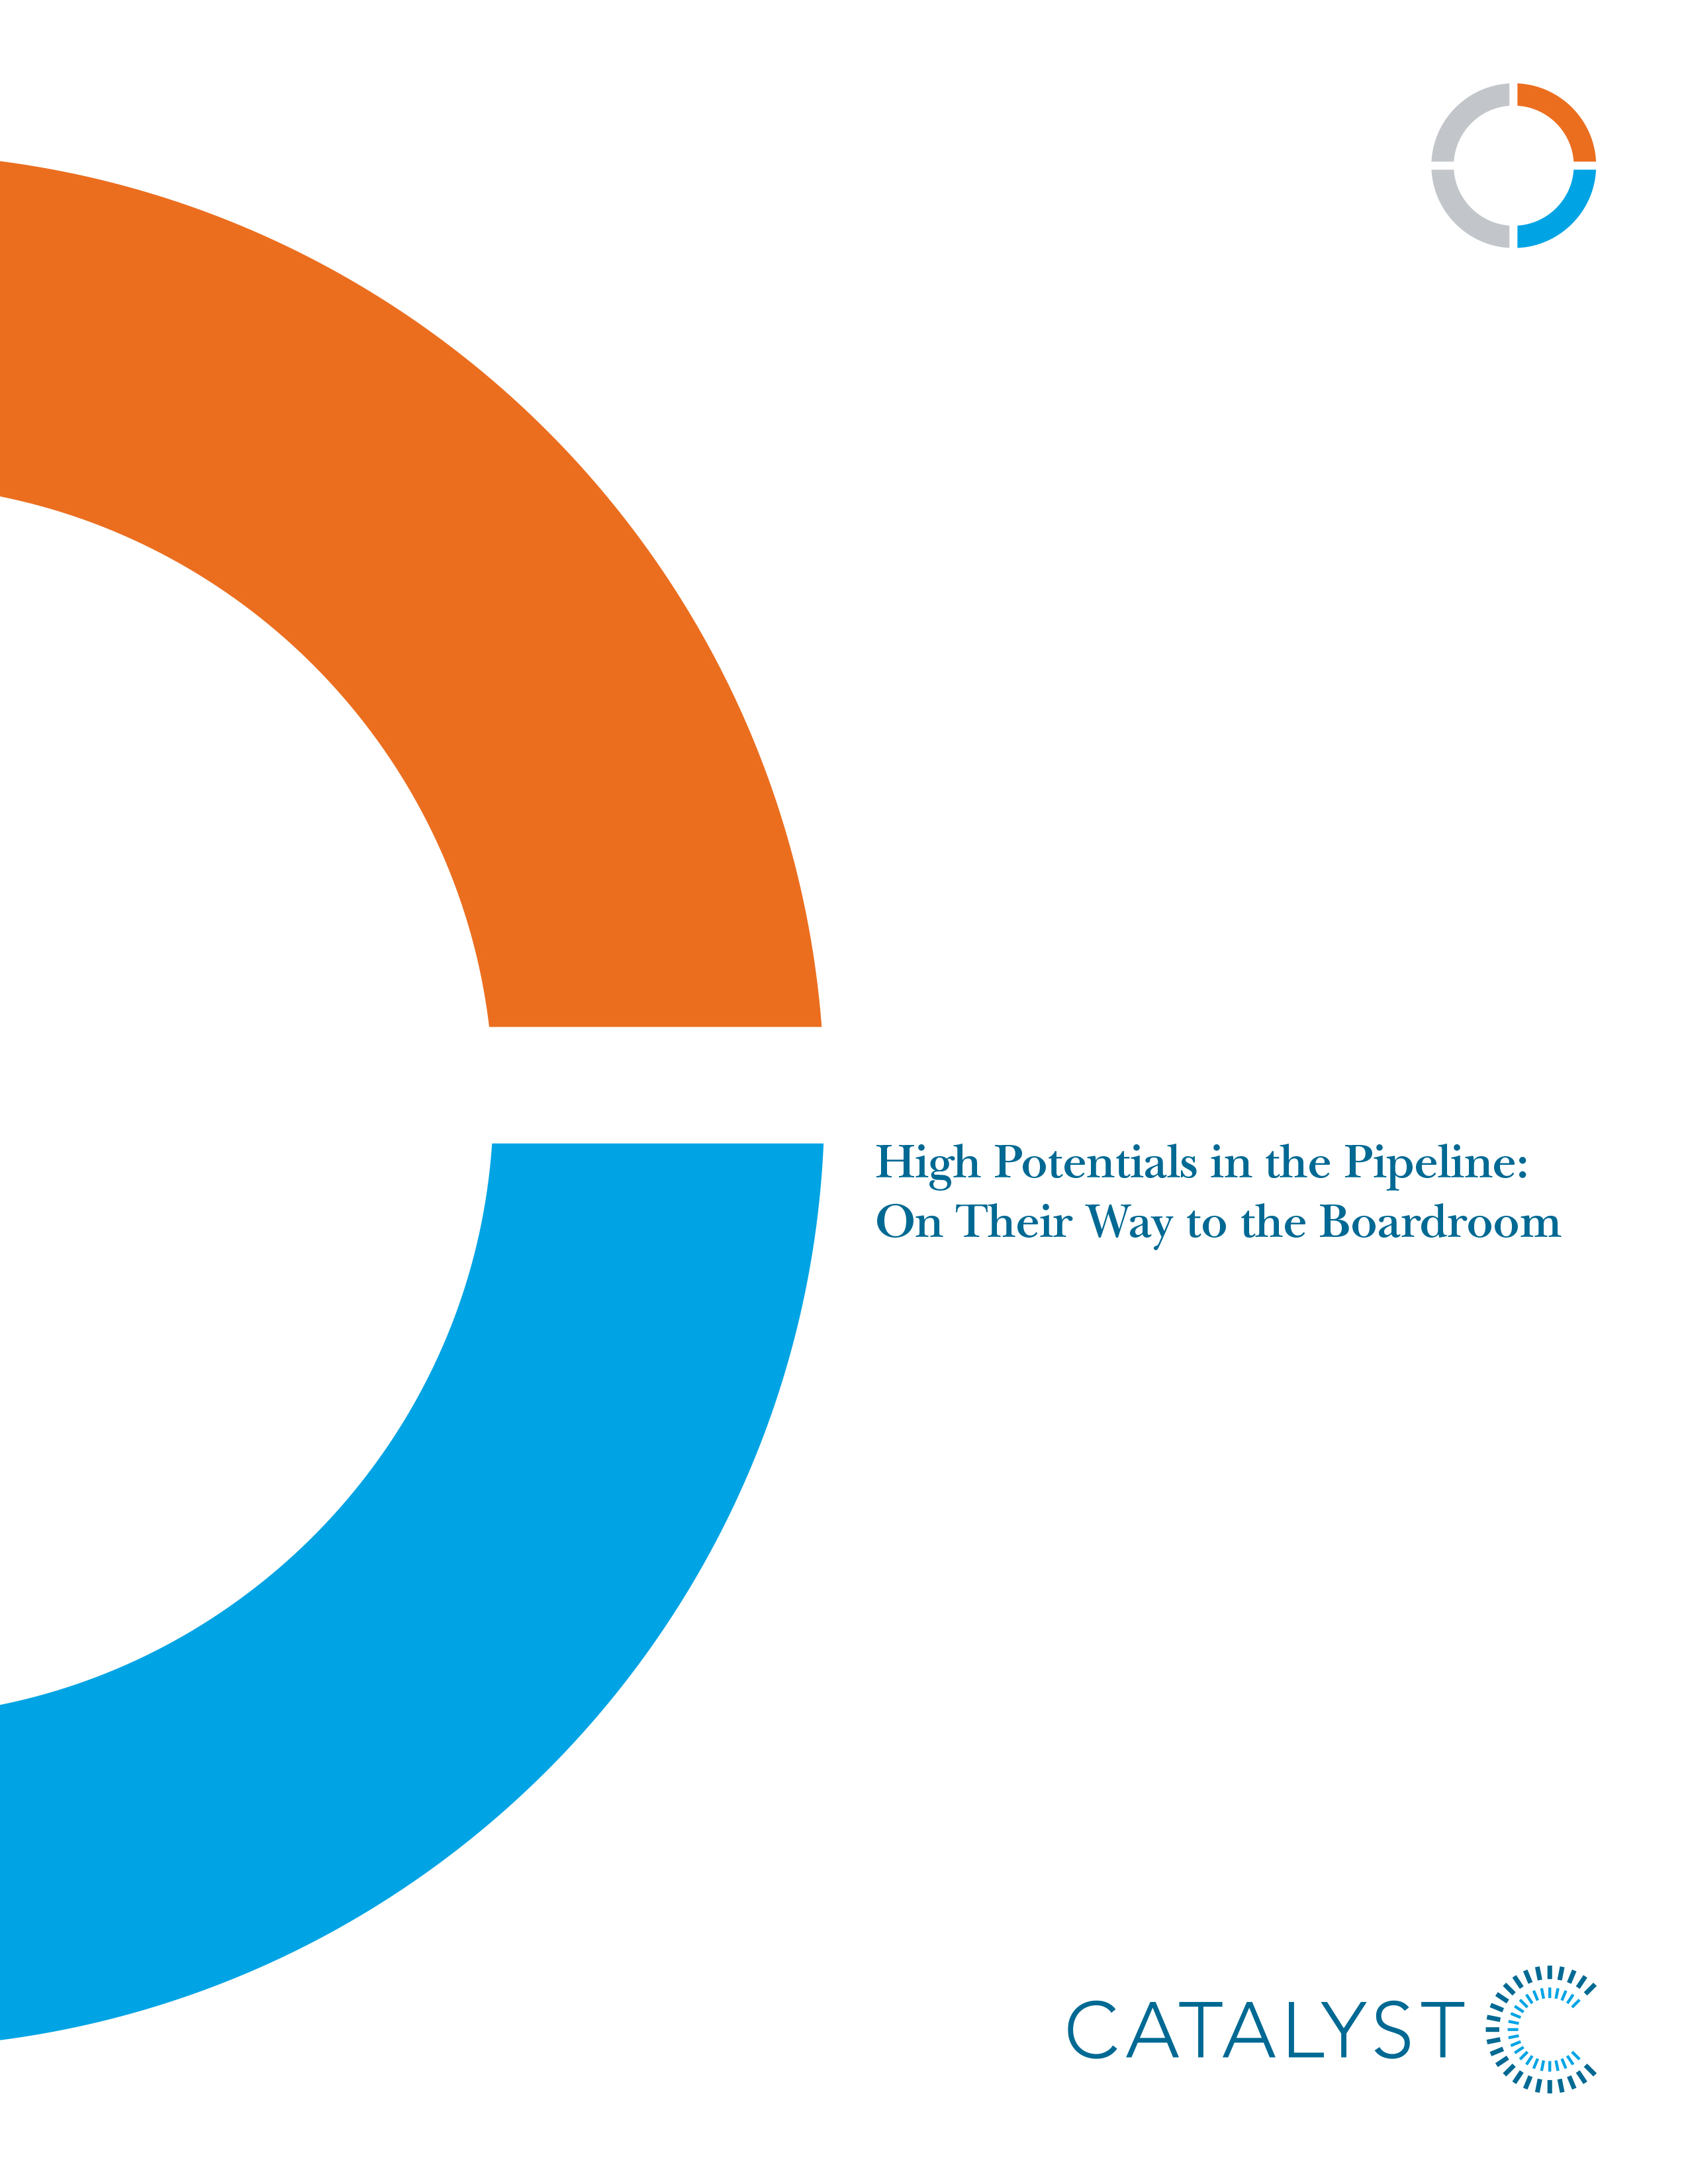 High Potentials in the Pipeline:
On Their Way to the Boardroom
CATALYST